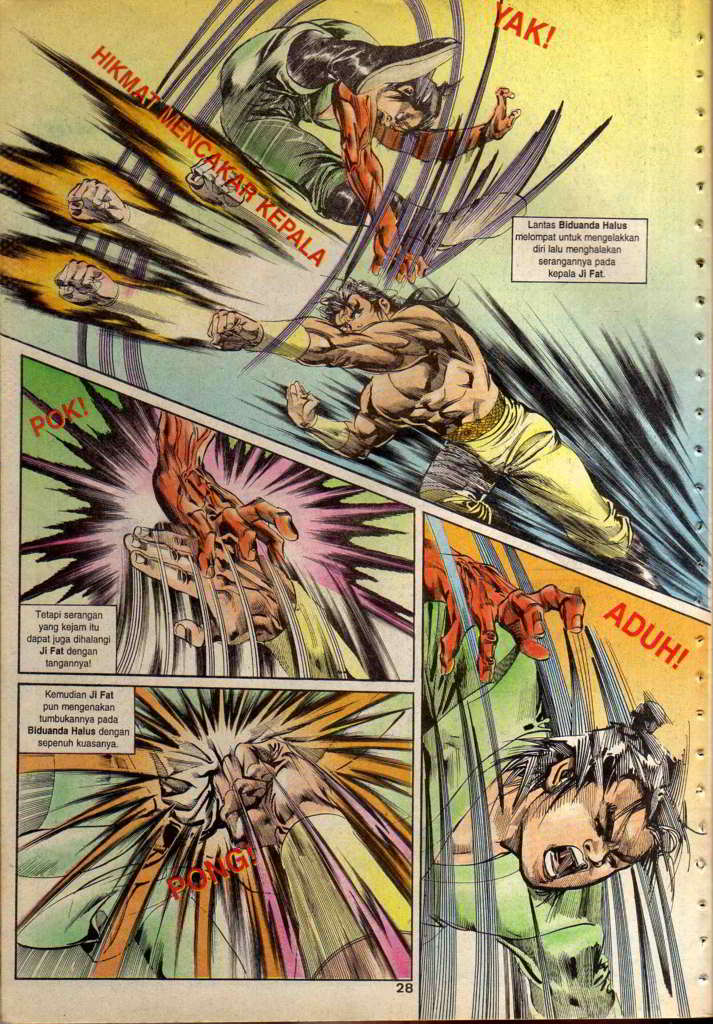 YAK!
HIKMAT MENCAKAR KEPALA
Lantas Biduanda Halus
melompat untuk mengelakkan
diri lalu menghalakan
serangannya pada
kepala Ji Fat.
POK!
Tetapi serangan
yang kejam itu
dapat juga dihalangi
Ji Fat dengan
tangannya!
Kemudian Ji Fat
pun mengenakan
tumbukannya pada
Biduanda Halus dengan
sepenuh kuasanya.
PONG!
ADUH!
28